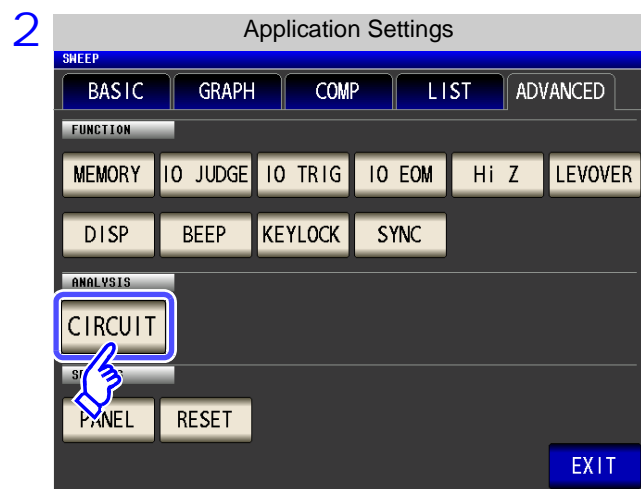 2
Application Settings
SWEEP
BASIC GRAPH COMP LIST ADVANCED
FUNCTION
MEMORY IO JUDGE IO TRIG IO EOM Hi Z LEVOVER
DISP BEEP KEYLOCK SYNC
ANALYSIS
CIRCUIT
PANEL RESET
EXIT